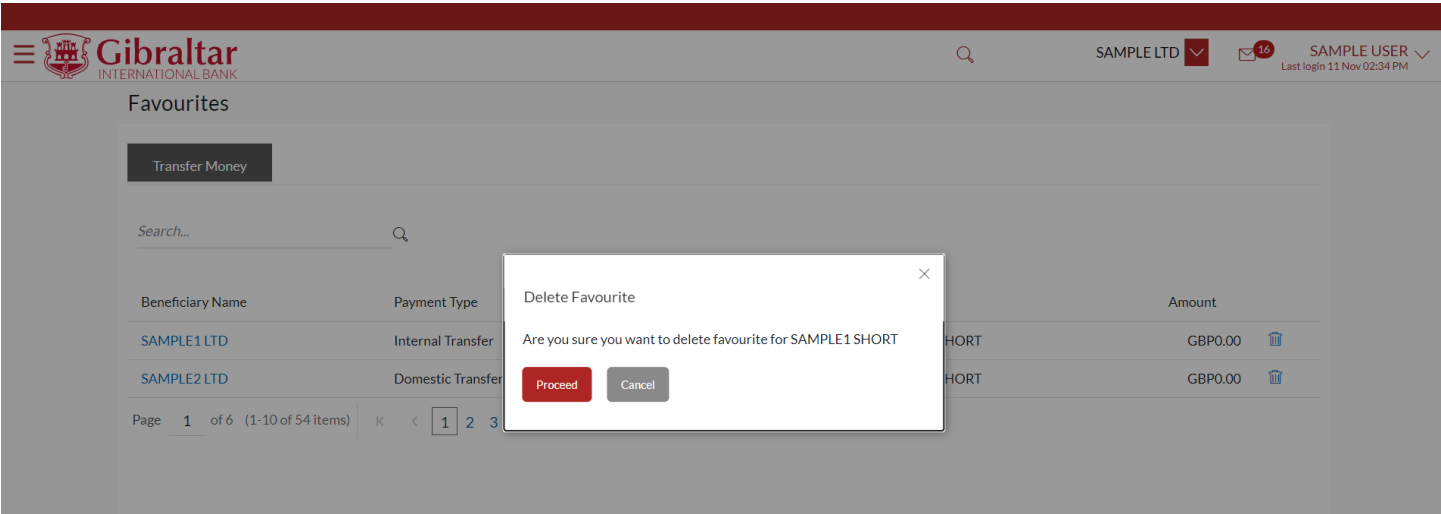 Gibraltar
INTERNATIONAL BANK
SAMPLE LTD
16
SAMPLE USER
Last login 11 Nov 02:34 PM
Favourites
Transfer Money
Search...
Beneficiary Name Payment Type Amount
Delete Favourite
SAMPLE1 LTD Internal Transfer HORT GBP0.00
Are you sure you want to delete favourite for SAMPLE1 SHORT
SAMPLE2 LTD Domestic Transfer HORT GBP0.00
Proceed Cancel
Page 1 of 6 (1-10 of 54 items) K < 1 2 3